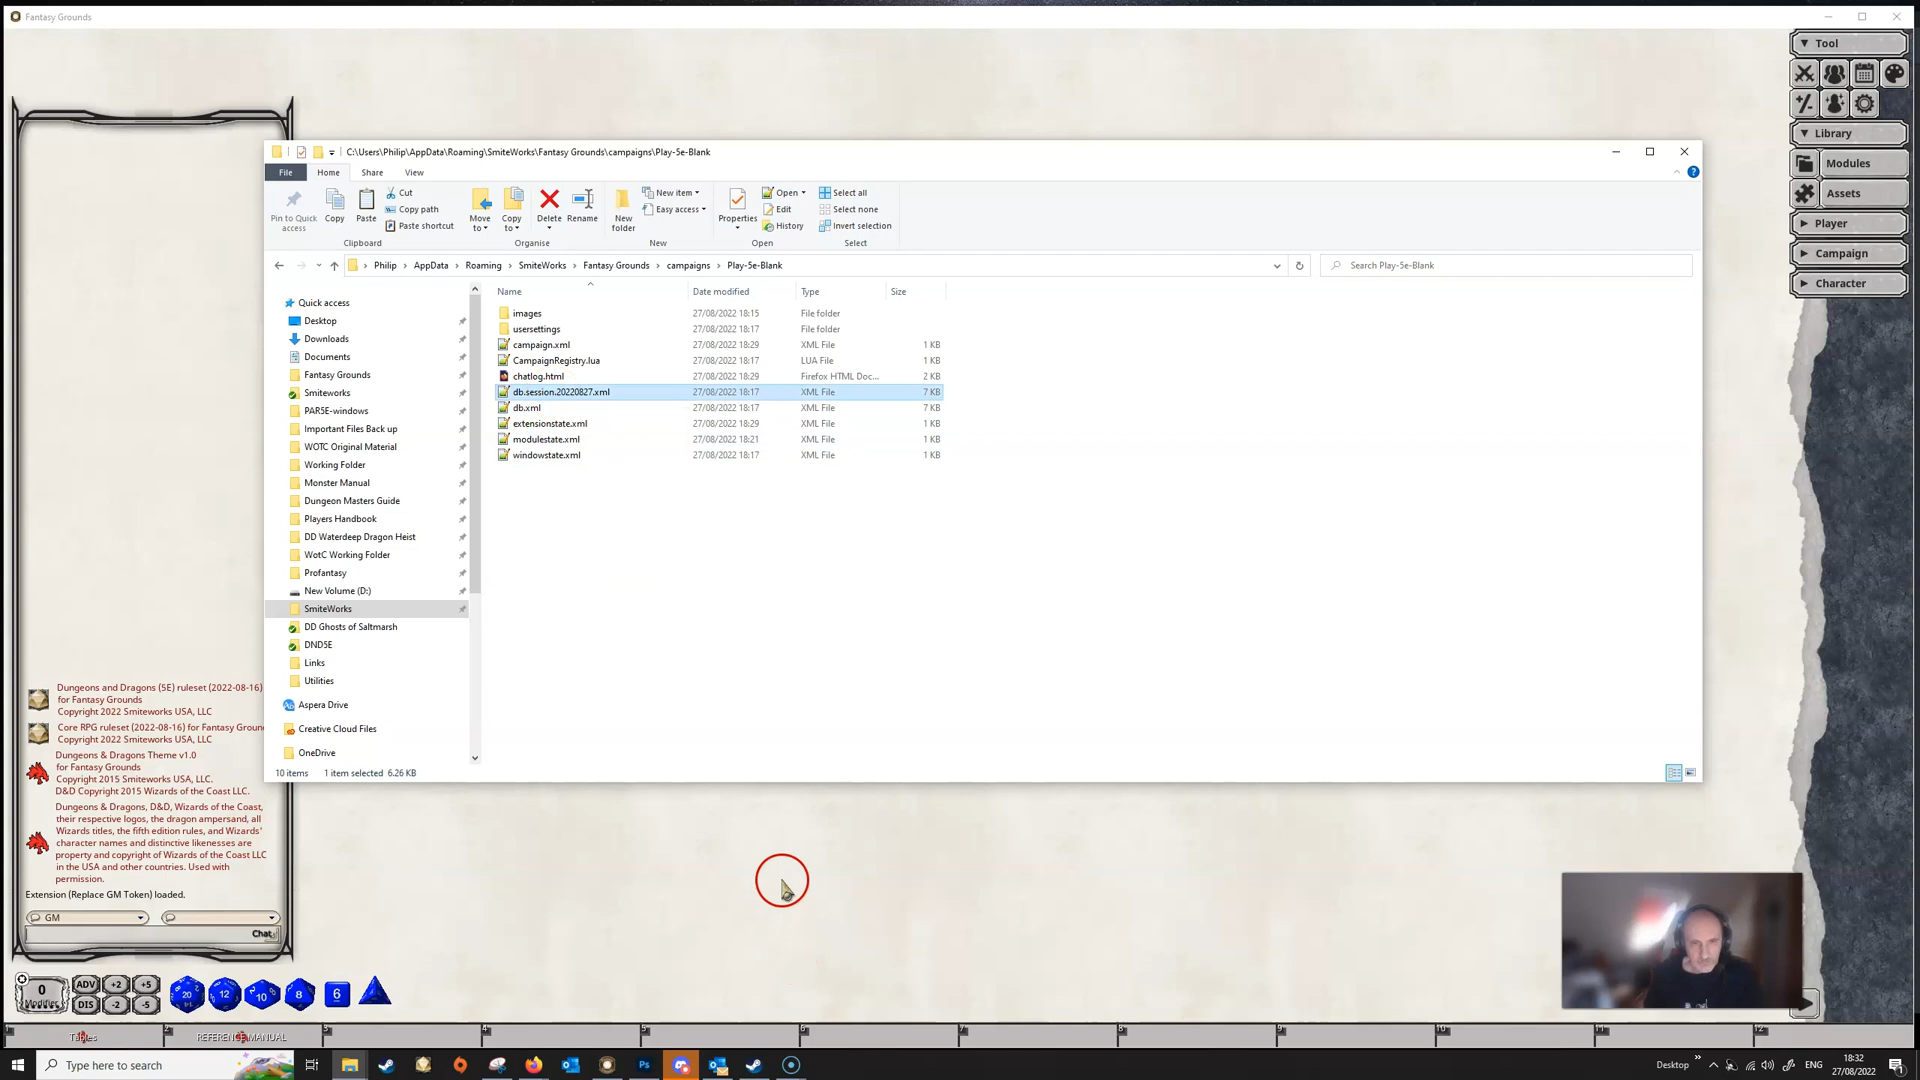 Fantasy Grounds
Tool
Library
Modules
Assets
Player
Campaign
Character
C:\Users\Philip\AppData\Roaming\SmiteWorks\Fantasy Grounds\campaigns\Play-5e-Blank
File
Home
Share
View
Pin to Quick
access
Copy
Paste
Cut
Copy path
Paste shortcut
Clipboard
Move
to
Copy
to
Delete
Rename
Organise
New
folder
New item
Easy access
New
Properties
Open
Edit
History
Open
Select all
Select none
Invert selection
Select
Philip > AppData > Roaming > SmiteWorks > Fantasy Grounds > campaigns > Play-5e-Blank
Search Play-5e-Blank
Name Date modified Type Size
images 27/08/2022 18:15 File folder
usersettings 27/08/2022 18:17 File folder
campaign.xml 27/08/2022 18:29 XML File 1 KB
CampaignRegistry.lua 27/08/2022 18:17 LUA File 1 KB
chatlog.html 27/08/2022 18:29 Firefox HTML Doc... 2 KB
db.session.20220827.xml 27/08/2022 18:17 XML File 7 KB
db.xml 27/08/2022 18:17 XML File 7 KB
extensionstate.xml 27/08/2022 18:29 XML File 1 KB
modulestate.xml 27/08/2022 18:21 XML File 1 KB
windowstate.xml 27/08/2022 18:17 XML File 1 KB
Quick access
Desktop
Downloads
Documents
Fantasy Grounds
Smiteworks
PAR5E-windows
Important Files Back up
WOTC Original Material
Working Folder
Monster Manual
Dungeon Masters Guide
Players Handbook
DD Waterdeep Dragon Heist
WotC Working Folder
Profantasy
New Volume (D:)
SmiteWorks
DD Ghosts of Saltmarsh
DND5E
Links
Utilities
Aspera Drive
Creative Cloud Files
OneDrive
10 items 1 item selected 6.26 KB
Dungeons and Dragons (5E) ruleset (2022-08-16)
for Fantasy Grounds
Copyright 2022 Smiteworks USA, LLC
Core RPG ruleset (2022-08-16) for Fantasy Groun
Copyright 2022 Smiteworks USA, LLC
Dungeons & Dragons Theme v1.0
for Fantasy Grounds
Copyright 2015 Smiteworks USA, LLC.
D&D Copyright 2015 Wizards of the Coast LLC.
Dungeons & Dragons, D&D, Wizards of the Coast,
their respective logos, the dragon ampersand, all
Wizards titles, the fifth edition rules, and Wizards'
character names and distinctive likenesses are
property and copyright of Wizards of the Coast LLC
in the USA and other countries. Used with
permission.
Extension (Replace GM Token) loaded.
GM
Chat
0
Modifier
ADV +2 +5
DIS -2 -5
20 12 10 8 6
1 2 3 4 5 6 7 8 9 10 11 12
Tables
REFERENCE MANUAL
Type here to search
Ps
Desktop
ENG
18:32
27/08/2022